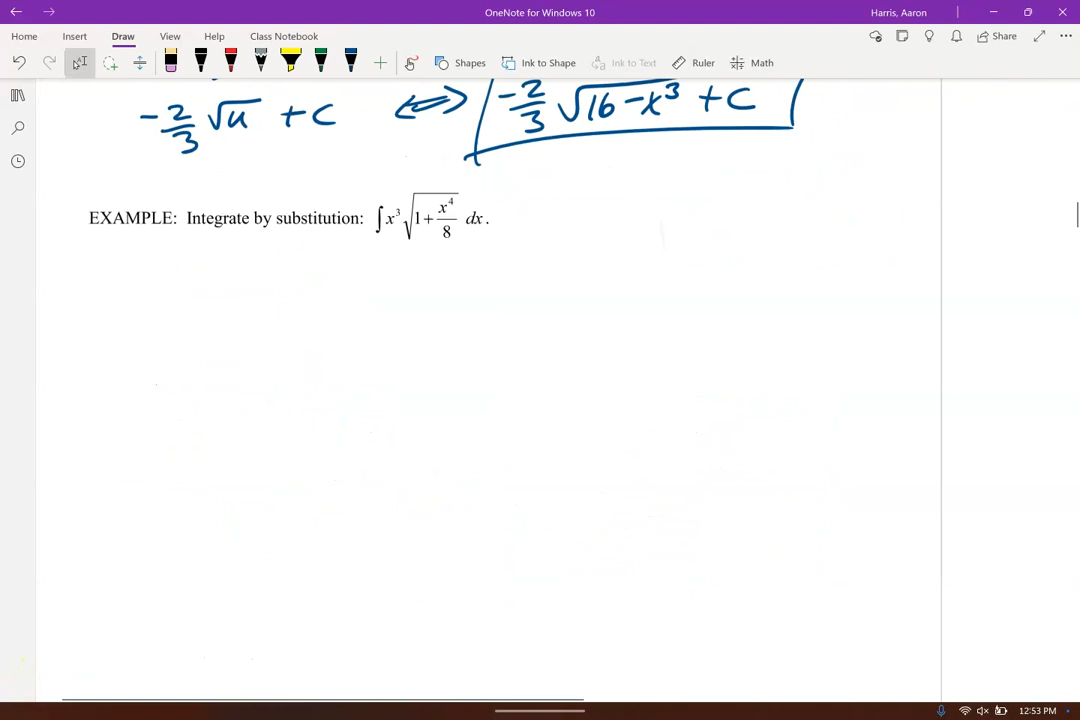 OneNote for Windows 10
Harris, Aaron
Home Insert Draw View Help Class Notebook
Share
Shapes Ink to Shape Ink to Text Ruler Math
-2/3 √u + C ⟺ -2/3 √(16-x³) + C
EXAMPLE: Integrate by substitution: ∫ x³ √(1 + x⁴/8) dx.
12:53 PM